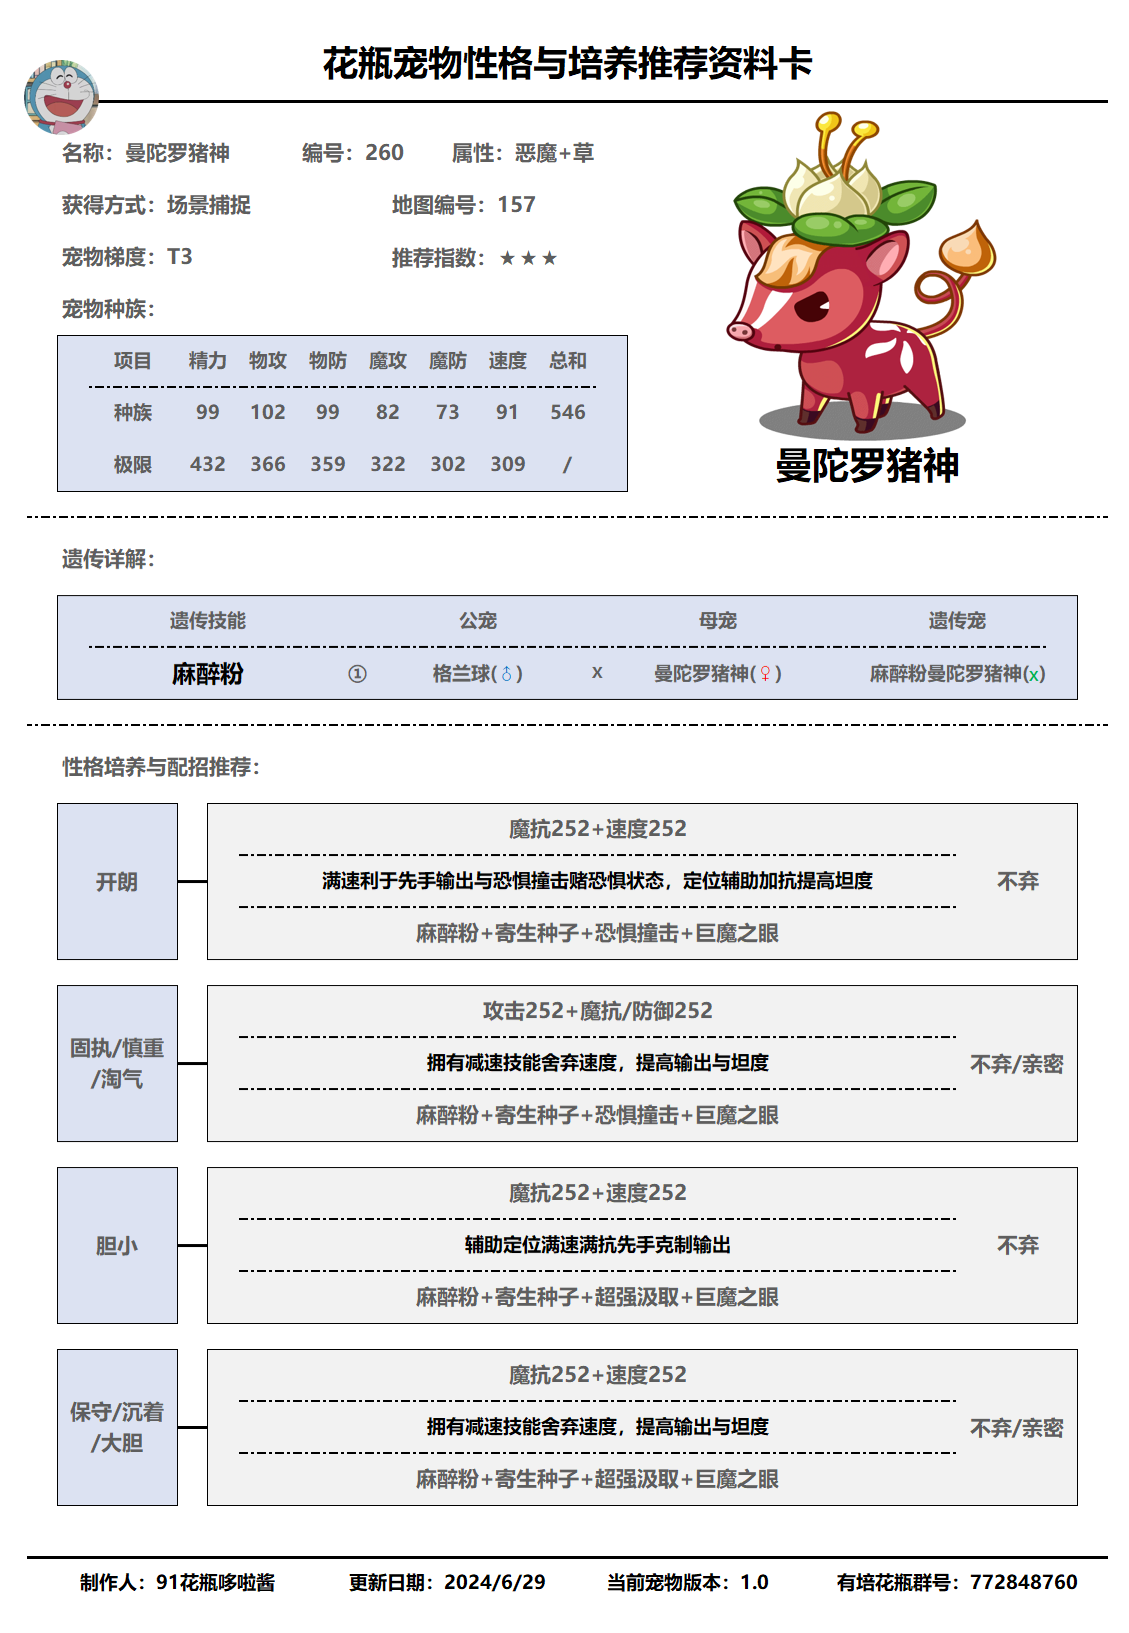 花瓶宠物性格与培养推荐资料卡
名称：曼陀罗猪神 编号：260 属性：恶魔+草
获得方式：场景捕捉 地图编号：157
宠物梯度：T3 推荐指数：★★★
宠物种族：
项目 精力 物攻 物防 魔攻 魔防 速度 总和
种族 99 102 99 82 73 91 546
极限 432 366 359 322 302 309 /
曼陀罗猪神
遗传详解：
遗传技能 公宠 母宠 遗传宠
麻醉粉 ① 格兰球(♂) X 曼陀罗猪神(♀) 麻醉粉曼陀罗猪神(x)
性格培养与配招推荐：
开朗
魔抗252+速度252
满速利于先手输出与恐惧撞击赌恐惧状态，定位辅助加抗提高坦度
麻醉粉+寄生种子+恐惧撞击+巨魔之眼
不弃
固执/慎重
/淘气
攻击252+魔抗/防御252
拥有减速技能舍弃速度，提高输出与坦度
麻醉粉+寄生种子+恐惧撞击+巨魔之眼
不弃/亲密
胆小
魔抗252+速度252
辅助定位满速满抗先手克制输出
麻醉粉+寄生种子+超强汲取+巨魔之眼
不弃
保守/沉着
/大胆
魔抗252+速度252
拥有减速技能舍弃速度，提高输出与坦度
麻醉粉+寄生种子+超强汲取+巨魔之眼
不弃/亲密
制作人：91花瓶哆啦酱 更新日期：2024/6/29 当前宠物版本：1.0 有培花瓶群号：772848760